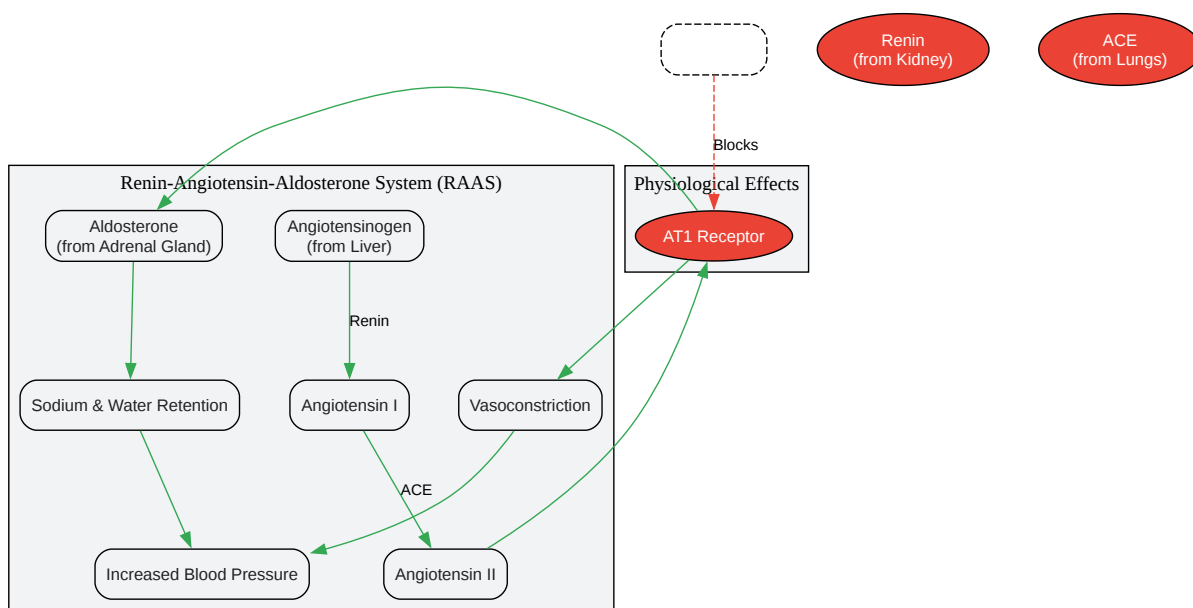 Renin
(from Kidney)
ACE
(from Lungs)
Blocks
Renin-Angiotensin-Aldosterone System (RAAS)
Physiological Effects
Aldosterone
(from Adrenal Gland)
Angiotensinogen
(from Liver)
AT1 Receptor
Renin
Sodium & Water Retention
Angiotensin I
Vasoconstriction
ACE
Increased Blood Pressure
Angiotensin II